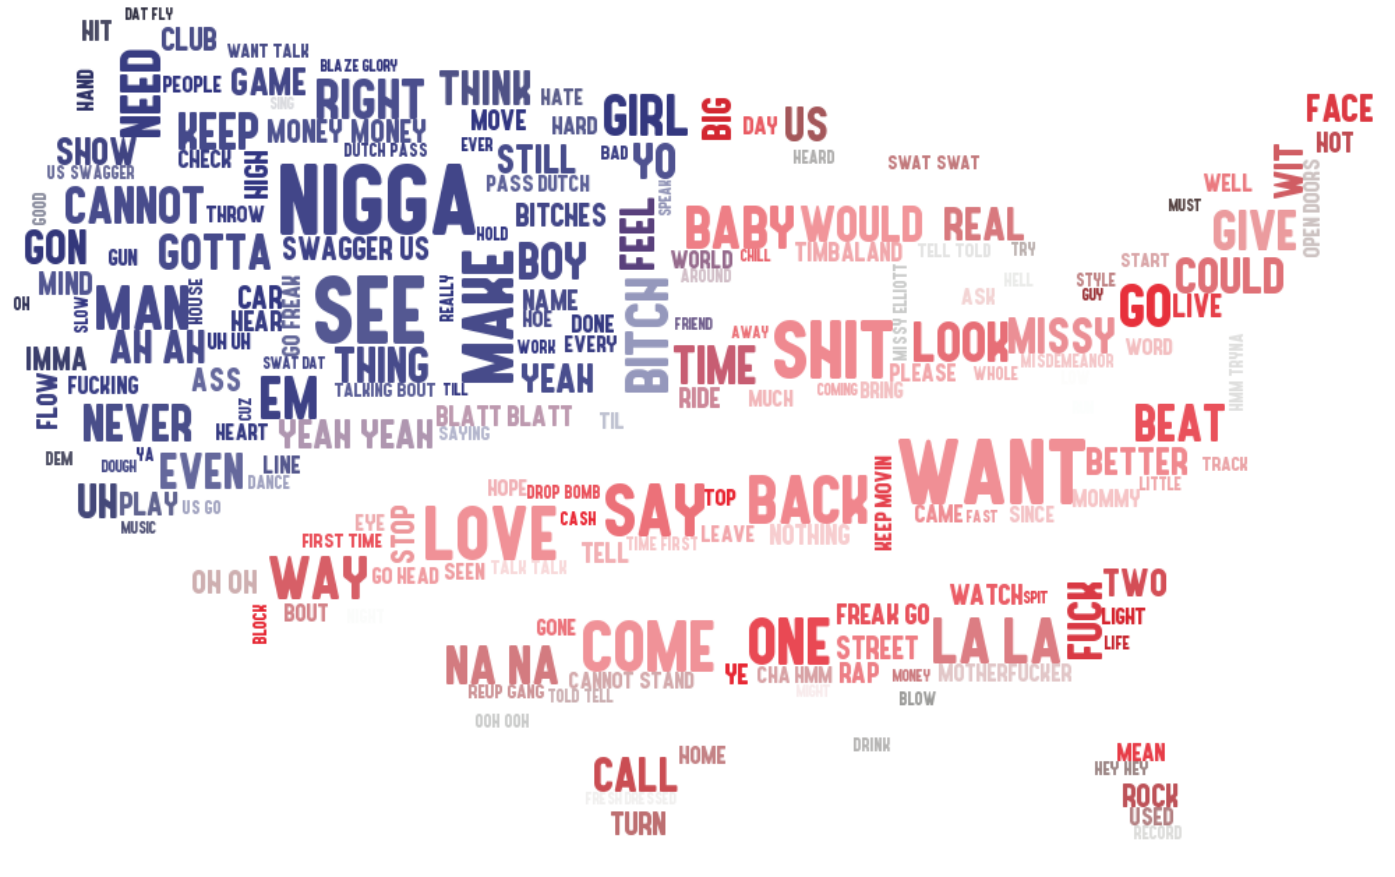 DAT FLY
HIT
CLUB
WANT TALK
BLAZE GLORY
HAND
NEED
PEOPLE
GAME
SING
RIGHT
THINK
HATE
KEEP
MONEY MONEY
MOVE
HARD
GIRL
BIG
DAY
US
FACE
HOT
SHOW
CHECK
HIGH
DUTCH PASS
EVER
STILL
BAD
YO
HEARD
SWAT SWAT
WIT
OPEN DOORS
US SWAGGER
PASS DUTCH
SPEAK
WELL
GOOD
CANNOT
THROW
NIGGA
BITCHES
FEEL
BABY
WOULD
REAL
MUST
GIVE
GON
GUN
GOTTA
SWAGGER US
HOLD
MAKE
BOY
WORLD
CHILL
TIMBALAND
TELL TOLD
TRY
START
MIND
AROUND
HELL
STYLE
COULD
OH
SLOW
MAN
HOUSE
CAR
HEAR
GO FREAK
SEE
REALLY
NAME
HOE
DONE
BITCH
FRIEND
AWAY
MISSY ELLIOTT
ASK
GUY
GO
LIVE
IMMA
AH AH
UH UH
SWAT DAT
THING
WORK
EVERY
TIME
SHIT
LOOK
MISSY
MISDEMEANOR
WORD
HMM TRYNA
FLOW
FUCKING
ASS
CUZ
EM
TALKING BOUT
TILL
YEAH
RIDE
MUCH
COMING
BRING
PLEASE
WHOLE
NEVER
HEART
YEAH YEAH
BLATT BLATT
SAYING
TIL
BEAT
DEM
DOUGH
YA
EVEN
LINE
DANCE
WANT
BETTER
TRACK
LITTLE
MOMMY
UH
PLAY
US GO
MUSIC
HOPE
DROP BOMB
SAY
TOP
BACK
KEEP MOVIN
CAME
FAST
SINCE
EYE
STOP
LOVE
CASH
LEAVE
NOTHING
FIRST TIME
TELL
TIME FIRST
OH OH
WAY
GO HEAD
SEEN
TALK TALK
WATCH
SPIT
FUCK
TWO
BLOCK
BOUT
GONE
COME
ONE
FREAK GO
STREET
LA LA
LIGHT
LIFE
NA NA
CANNOT STAND
YE
CHA HMM
RAP
MONEY
MOTHERFUCKER
REUP GANG
TOLD TELL
MIGHT
BLOW
OOH OOH
HOME
DRINK
MEAN
HEY HEY
CALL
FRESH DRESSED
TURN
ROCK
USED
RECORD